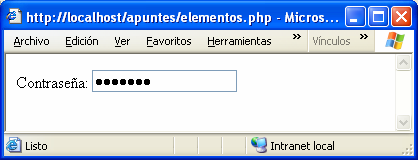 http://localhost/apuntes/elementos.php - Micros...
Archivo Edición Ver Favoritos Herramientas » Vínculos »
Contraseña: •••••••
Listo Intranet local